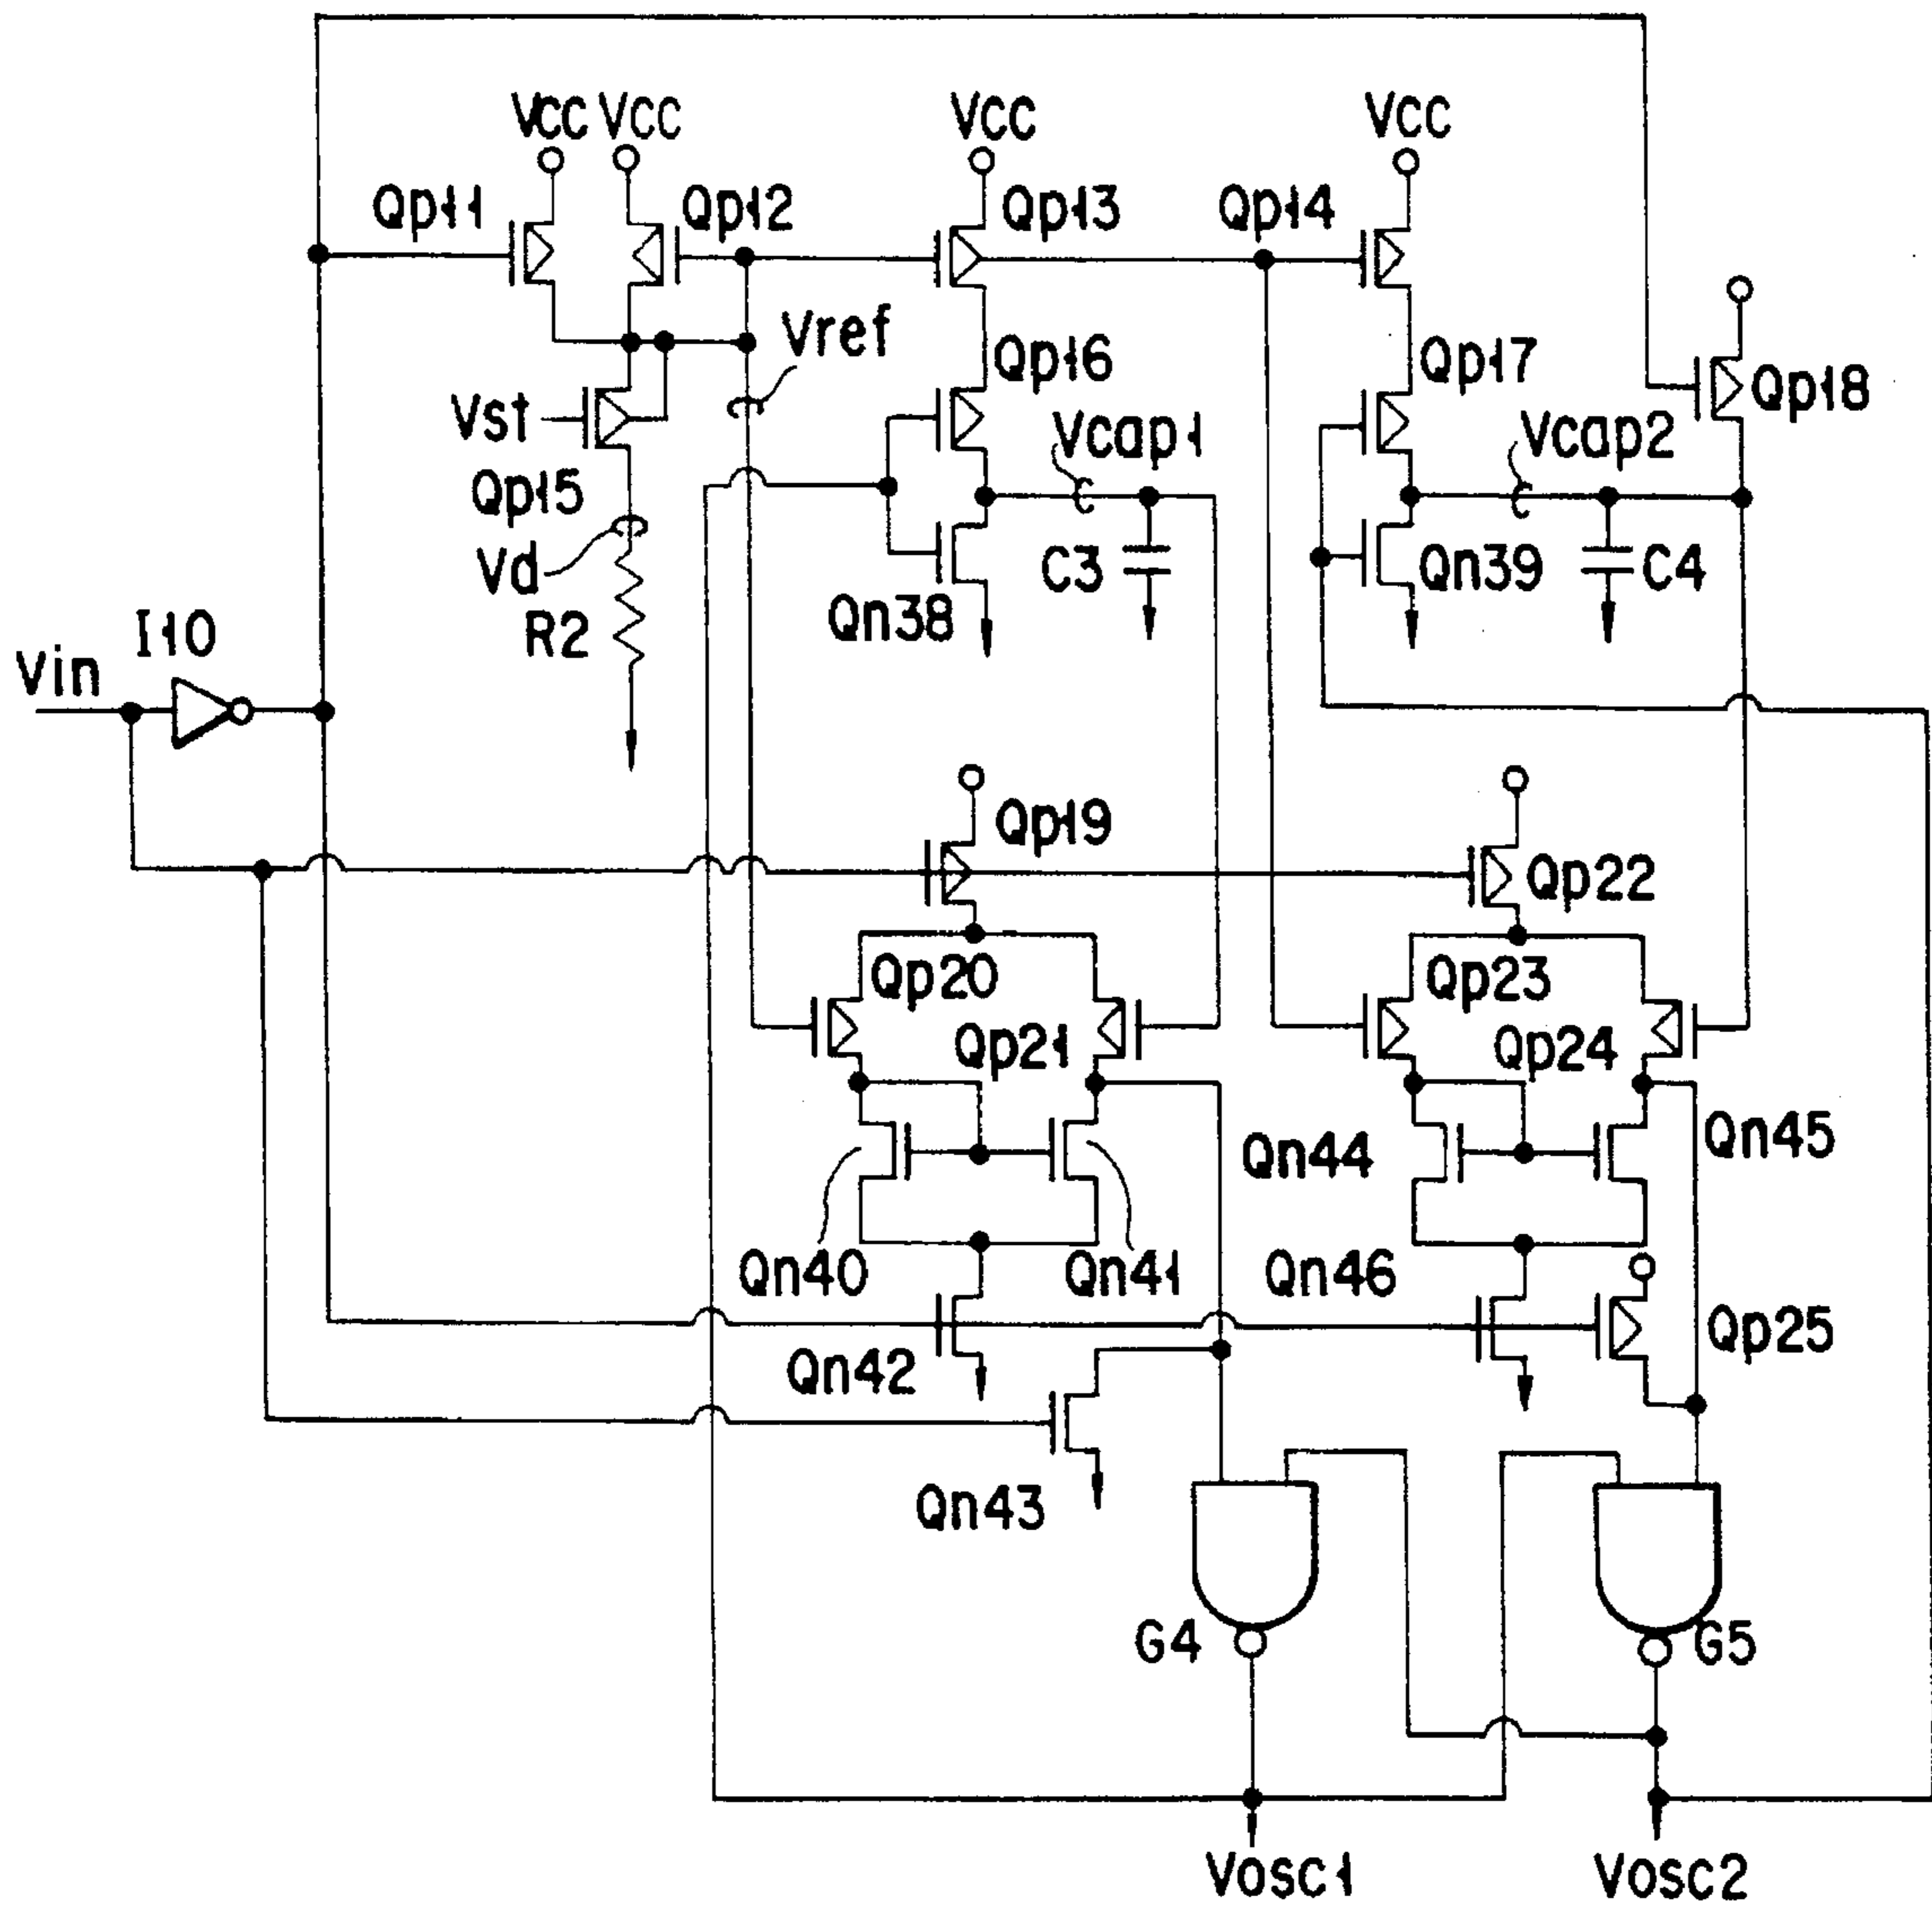 Vcc Vcc Vcc Vcc
Qp11 Qp12 Qp13 Qp14
Vref
Qp16 Qp17 Qp18
Vst
Vcap1 Vcap2
Qp15
Vd
C3 Qn39 C4
R2 Qn38
I10
Vin
Qp19
Qp22
Qp20 Qp23
Qp21 Qp24
Qn44 Qn45
Qn40 Qn41 Qn46
Qp25
Qn42
Qn43
G4 G5
Vosc1 Vosc2